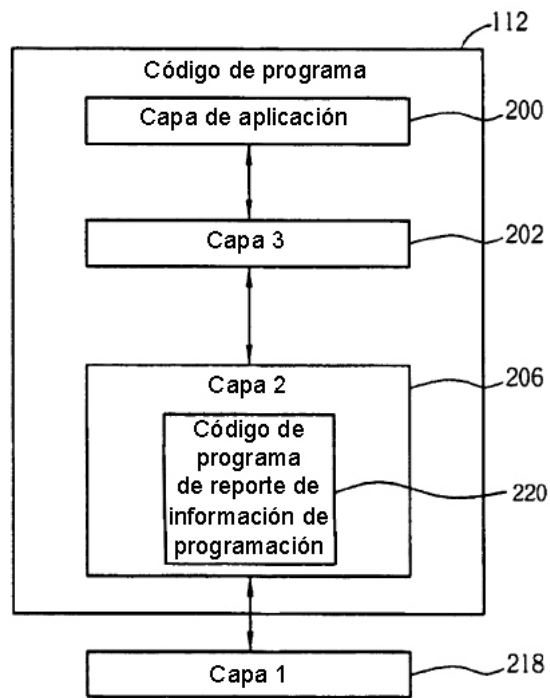 112
Código de programa
Capa de aplicación
200
Capa 3
202
Capa 2
206
Código de
programa
de reporte de
información de
programación
220
Capa 1
218